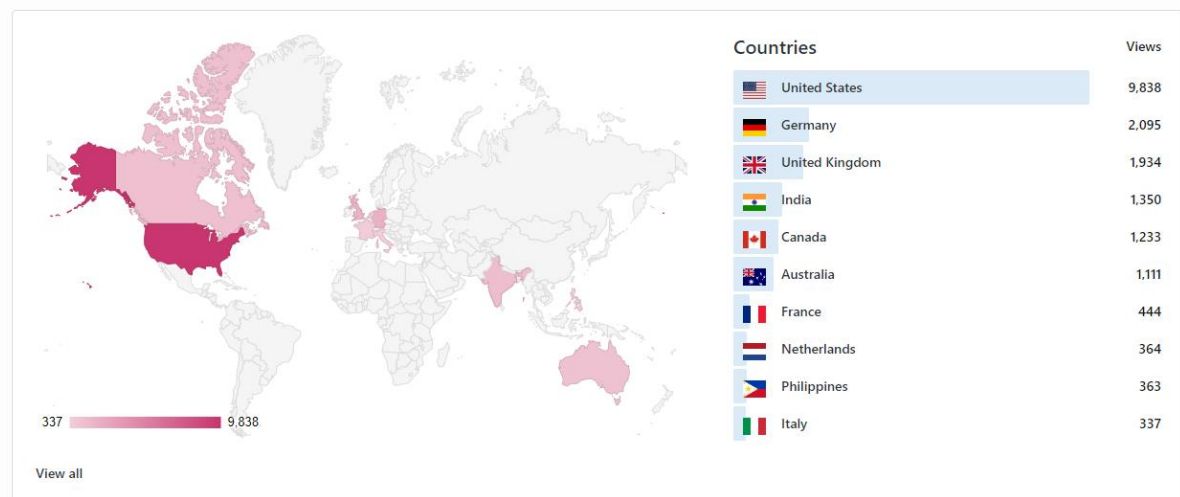 Countries Views
United States 9,838
Germany 2,095
United Kingdom 1,934
India 1,350
Canada 1,233
Australia 1,111
France 444
Netherlands 364
Philippines 363
Italy 337
337 9,838
View all